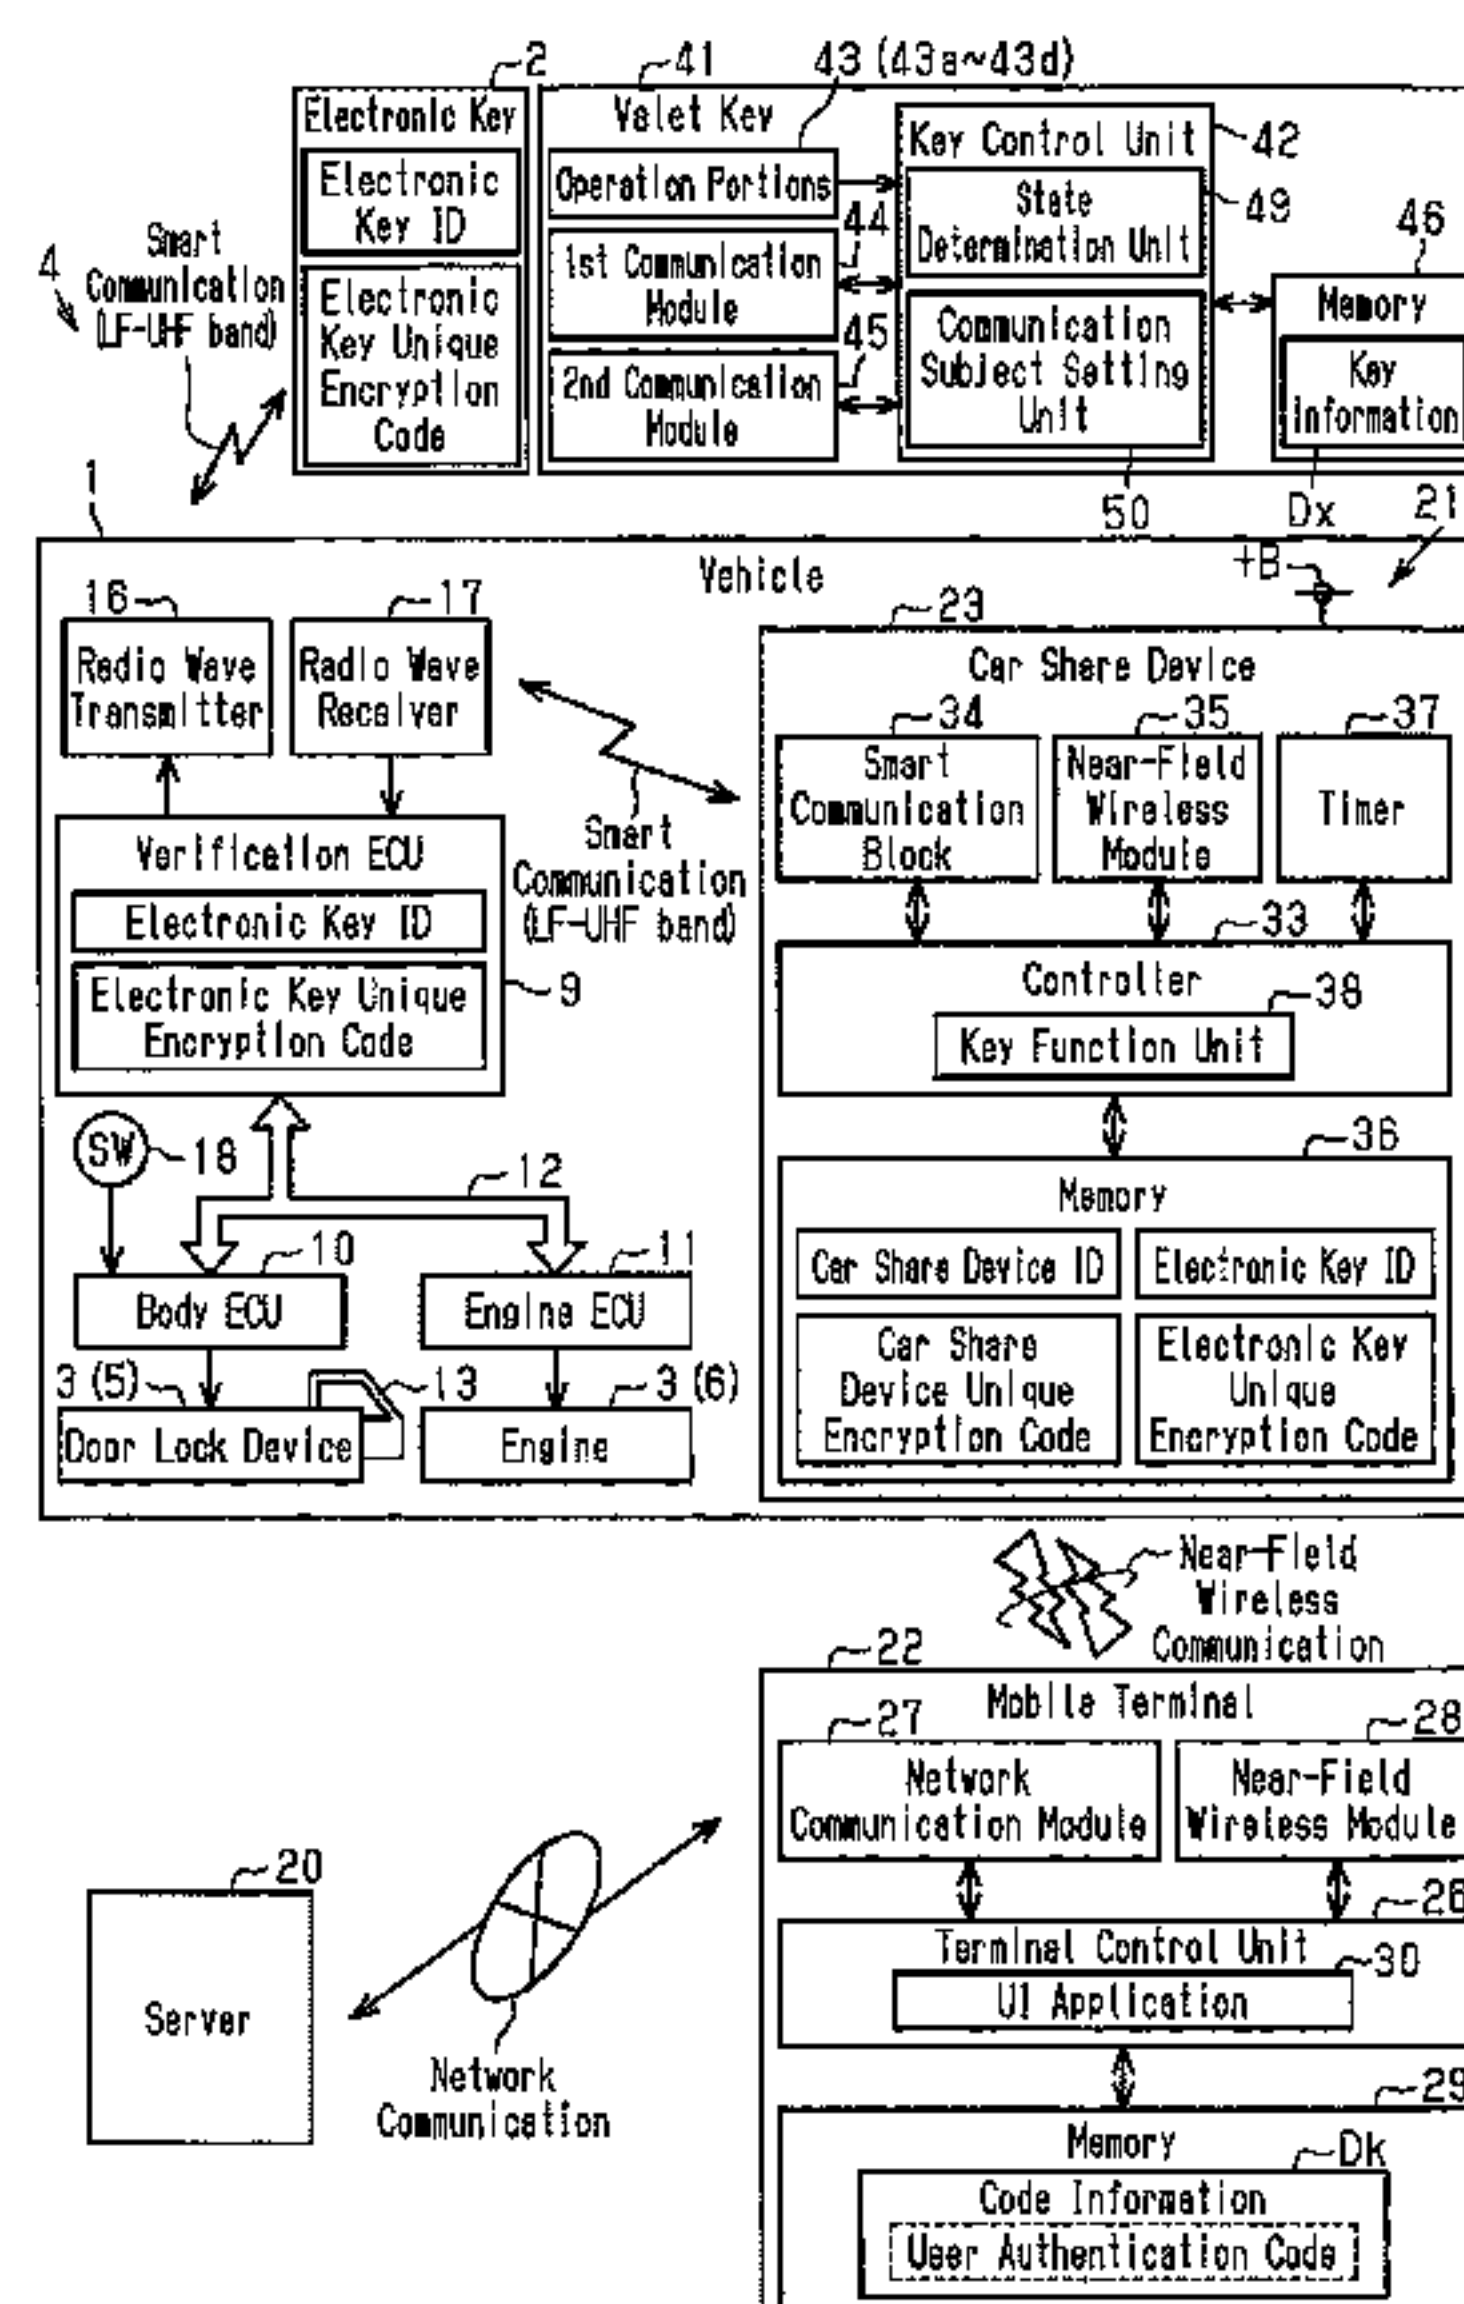 2
41
43 (43a~43d)
Electronic Key
Electronic
Key ID
Electronic
Key Unique
Encryption
Code
Valet Key
Operation Portions
1st Communication
Module
44
2nd Communication
Module
45
Key Control Unit
42
State
Determination Unit
49
Communication
Subject Setting
Unit
50
46
Memory
Key
Information
Dx
4
Smart
Communication
(LF-UHF band)
1
Vehicle
21
+B
16
Radio Wave
Transmitter
17
Radio Wave
Receiver
Verification ECU
Electronic Key ID
Electronic Key Unique
Encryption Code
9
Smart
Communication
(LF-UHF band)
SW
18
12
10
Body ECU
11
Engine ECU
3 (5)
Door Lock Device
13
3 (6)
Engine
23
Car Share Device
34
Smart
Communication
Block
35
Near-Field
Wireless
Module
37
Timer
33
Controller
38
Key Function Unit
36
Memory
Car Share Device ID
Electronic Key ID
Car Share
Device Unique
Encryption Code
Electronic Key
Unique
Encryption Code
Near-Field
Wireless
Communication
22
Mobile Terminal
27
Network
Communication Module
28
Near-Field
Wireless Module
26
Terminal Control Unit
30
UI Application
29
Memory
Dk
Code Information
User Authentication Code
20
Server
Network
Communication